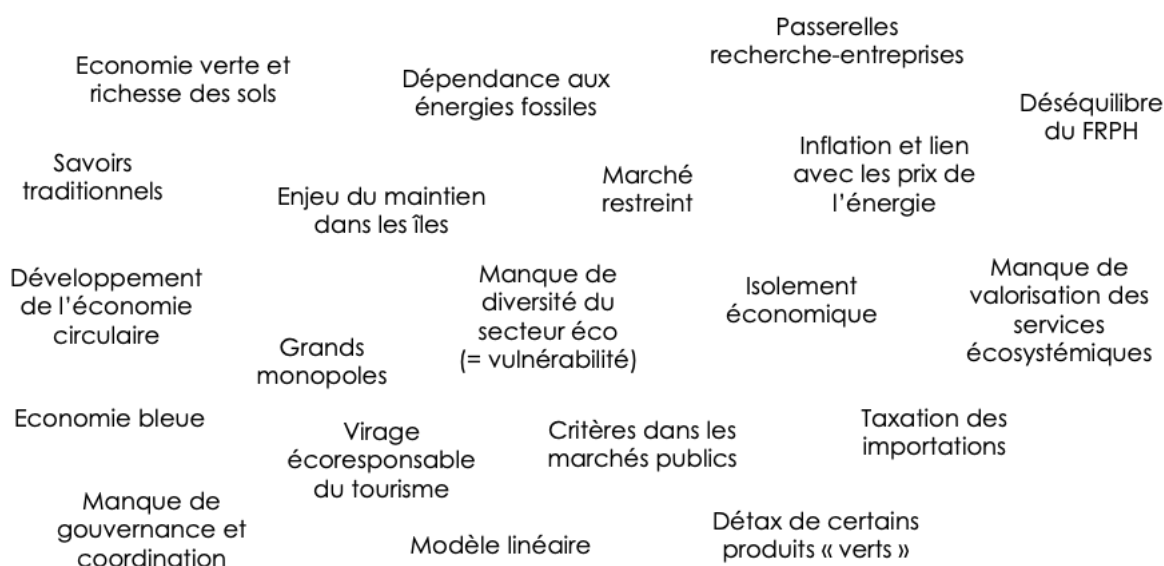 Passerelles
recherche-entreprises
Economie verte et
richesse des sols
Dépendance aux
énergies fossiles
Déséquilibre
du FRPH
Savoirs
traditionnels
Enjeu du maintien
dans les îles
Marché
restreint
Inflation et lien
avec les prix de
l’énergie
Développement
de l’économie
circulaire
Manque de
diversité du
secteur éco
(= vulnérabilité)
Isolement
économique
Manque de
valorisation des
services
écosystémiques
Grands
monopoles
Economie bleue
Virage
écoresponsable
du tourisme
Critères dans les
marchés publics
Taxation des
importations
Manque de
gouvernance et
coordination
Modèle linéaire
Détax de certains
produits « verts »